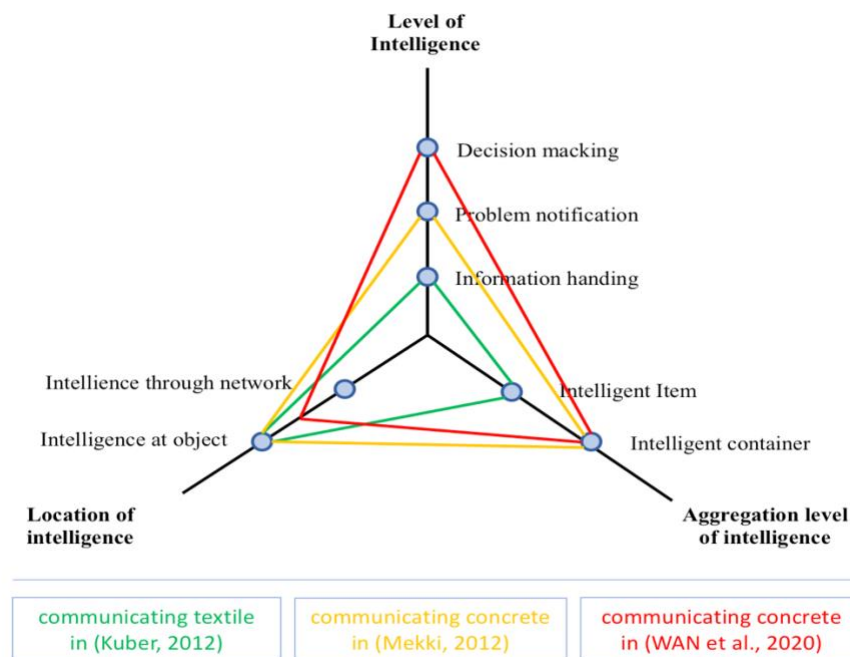 Level of
Intelligence
Decision macking
Problem notification
Information handing
Intellience through network
Intelligent Item
Intelligence at object
Intelligent container
Location of
intelligence
Aggregation level
of intelligence
communicating textile
in (Kuber, 2012)
communicating concrete
in (Mekki, 2012)
communicating concrete
in (WAN et al., 2020)